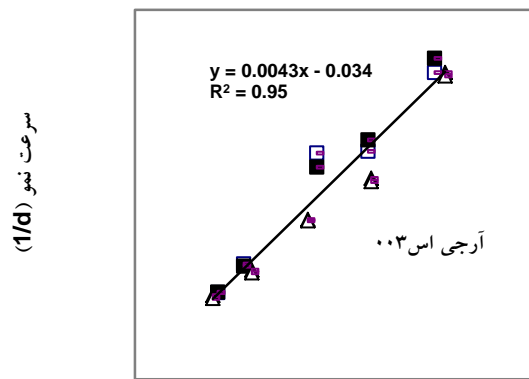 y = 0.0043x - 0.034
R² = 0.95
سرعت نمو (1/d)
آرجی اس۰۰۳